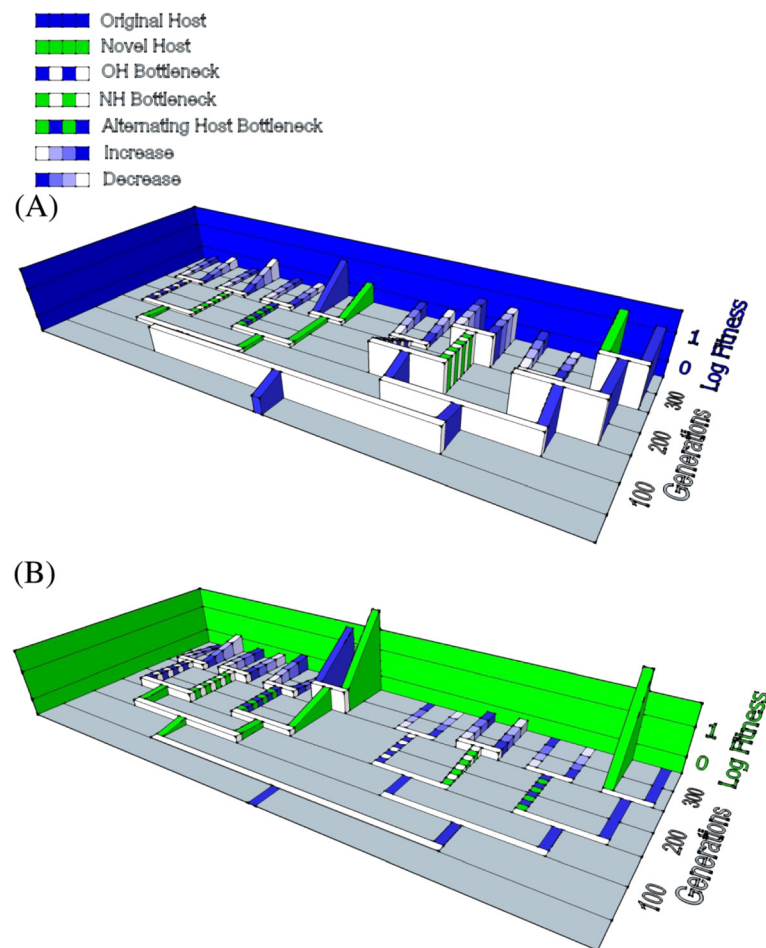 Original Host
Novel Host
OH Bottleneck
NH Bottleneck
Alternating Host Bottleneck
Increase
Decrease
(A)
1
0
Log Fitness
300
200
100
Generations
(B)
1
0
Log Fitness
300
200
100
Generations